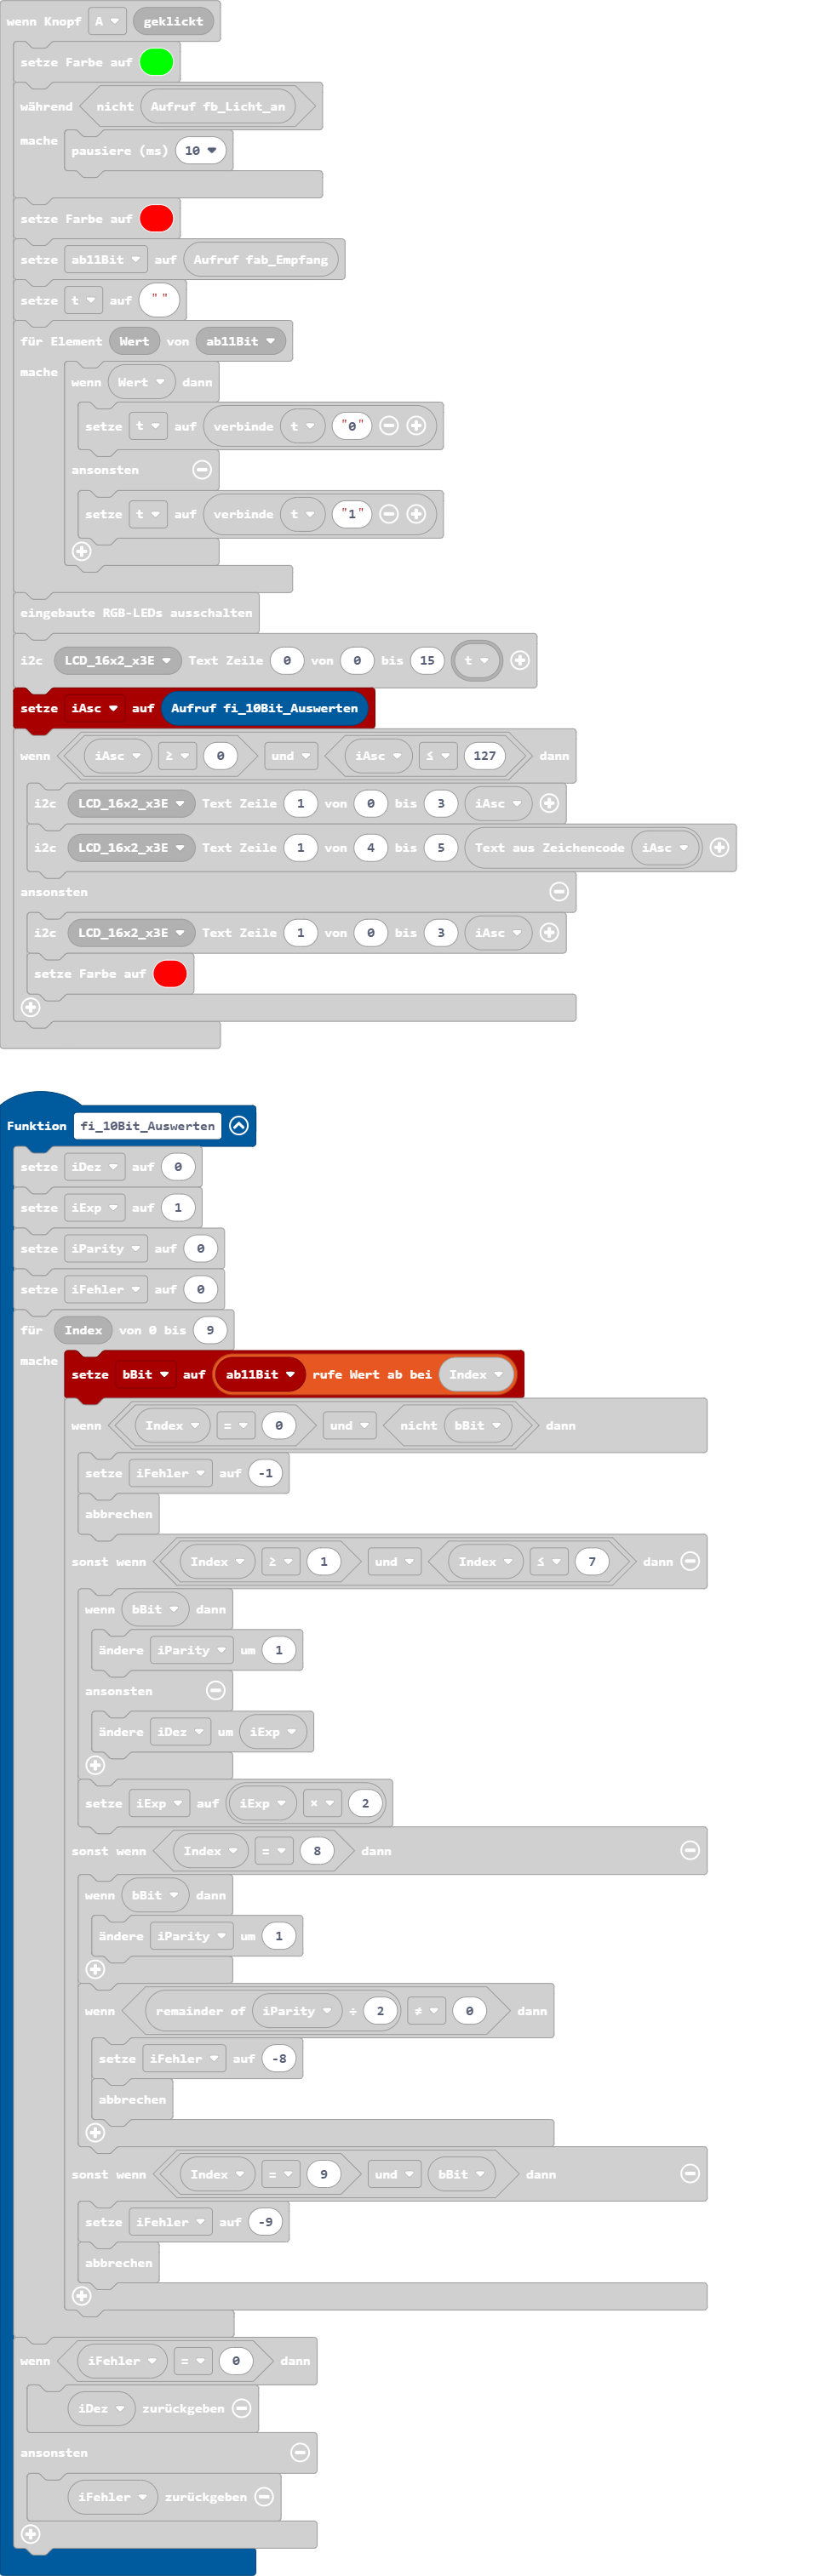 wenn Knopf A geklickt
setze Farbe auf
während nicht Aufruf fb_Licht_an
mache
pausiere (ms) 10
setze Farbe auf
setze ab11Bit auf Aufruf fab_Empfang
setze t auf ""
für Element Wert von ab11Bit
mache
wenn Wert dann
setze t auf verbinde t "0"
ansonsten
setze t auf verbinde t "1"
eingebaute RGB-LEDs ausschalten
i2c LCD_16x2_x3E Text Zeile 0 von 0 bis 15 t
setze iAsc auf Aufruf fi_10Bit_Auswerten
wenn iAsc ≥ 0 und iAsc ≤ 127 dann
i2c LCD_16x2_x3E Text Zeile 1 von 0 bis 3 iAsc
i2c LCD_16x2_x3E Text Zeile 1 von 4 bis 5 Text aus Zeichencode iAsc
ansonsten
i2c LCD_16x2_x3E Text Zeile 1 von 0 bis 3 iAsc
setze Farbe auf
Funktion fi_10Bit_Auswerten
setze iDez auf 0
setze iExp auf 1
setze iParity auf 0
setze iFehler auf 0
für Index von 0 bis 9
mache
setze bBit auf ab11Bit rufe Wert ab bei Index
wenn Index = 0 und nicht bBit dann
setze iFehler auf -1
abbrechen
sonst wenn Index ≥ 1 und Index ≤ 7 dann
wenn bBit dann
ändere iParity um 1
ansonsten
ändere iDez um iExp
setze iExp auf iExp × 2
sonst wenn Index = 8 dann
wenn bBit dann
ändere iParity um 1
wenn remainder of iParity ÷ 2 ≠ 0 dann
setze iFehler auf -8
abbrechen
sonst wenn Index = 9 und bBit dann
setze iFehler auf -9
abbrechen
wenn iFehler = 0 dann
iDez zurückgeben
ansonsten
iFehler zurückgeben